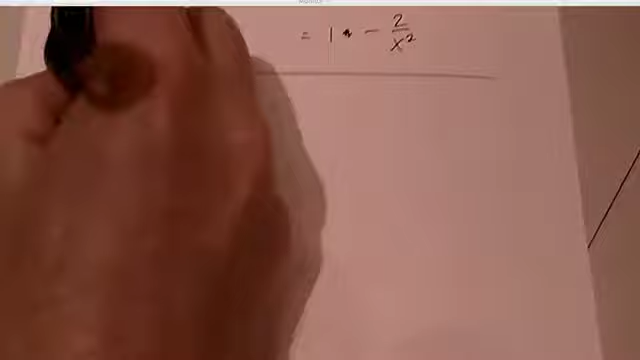 = 1 - 2/x²